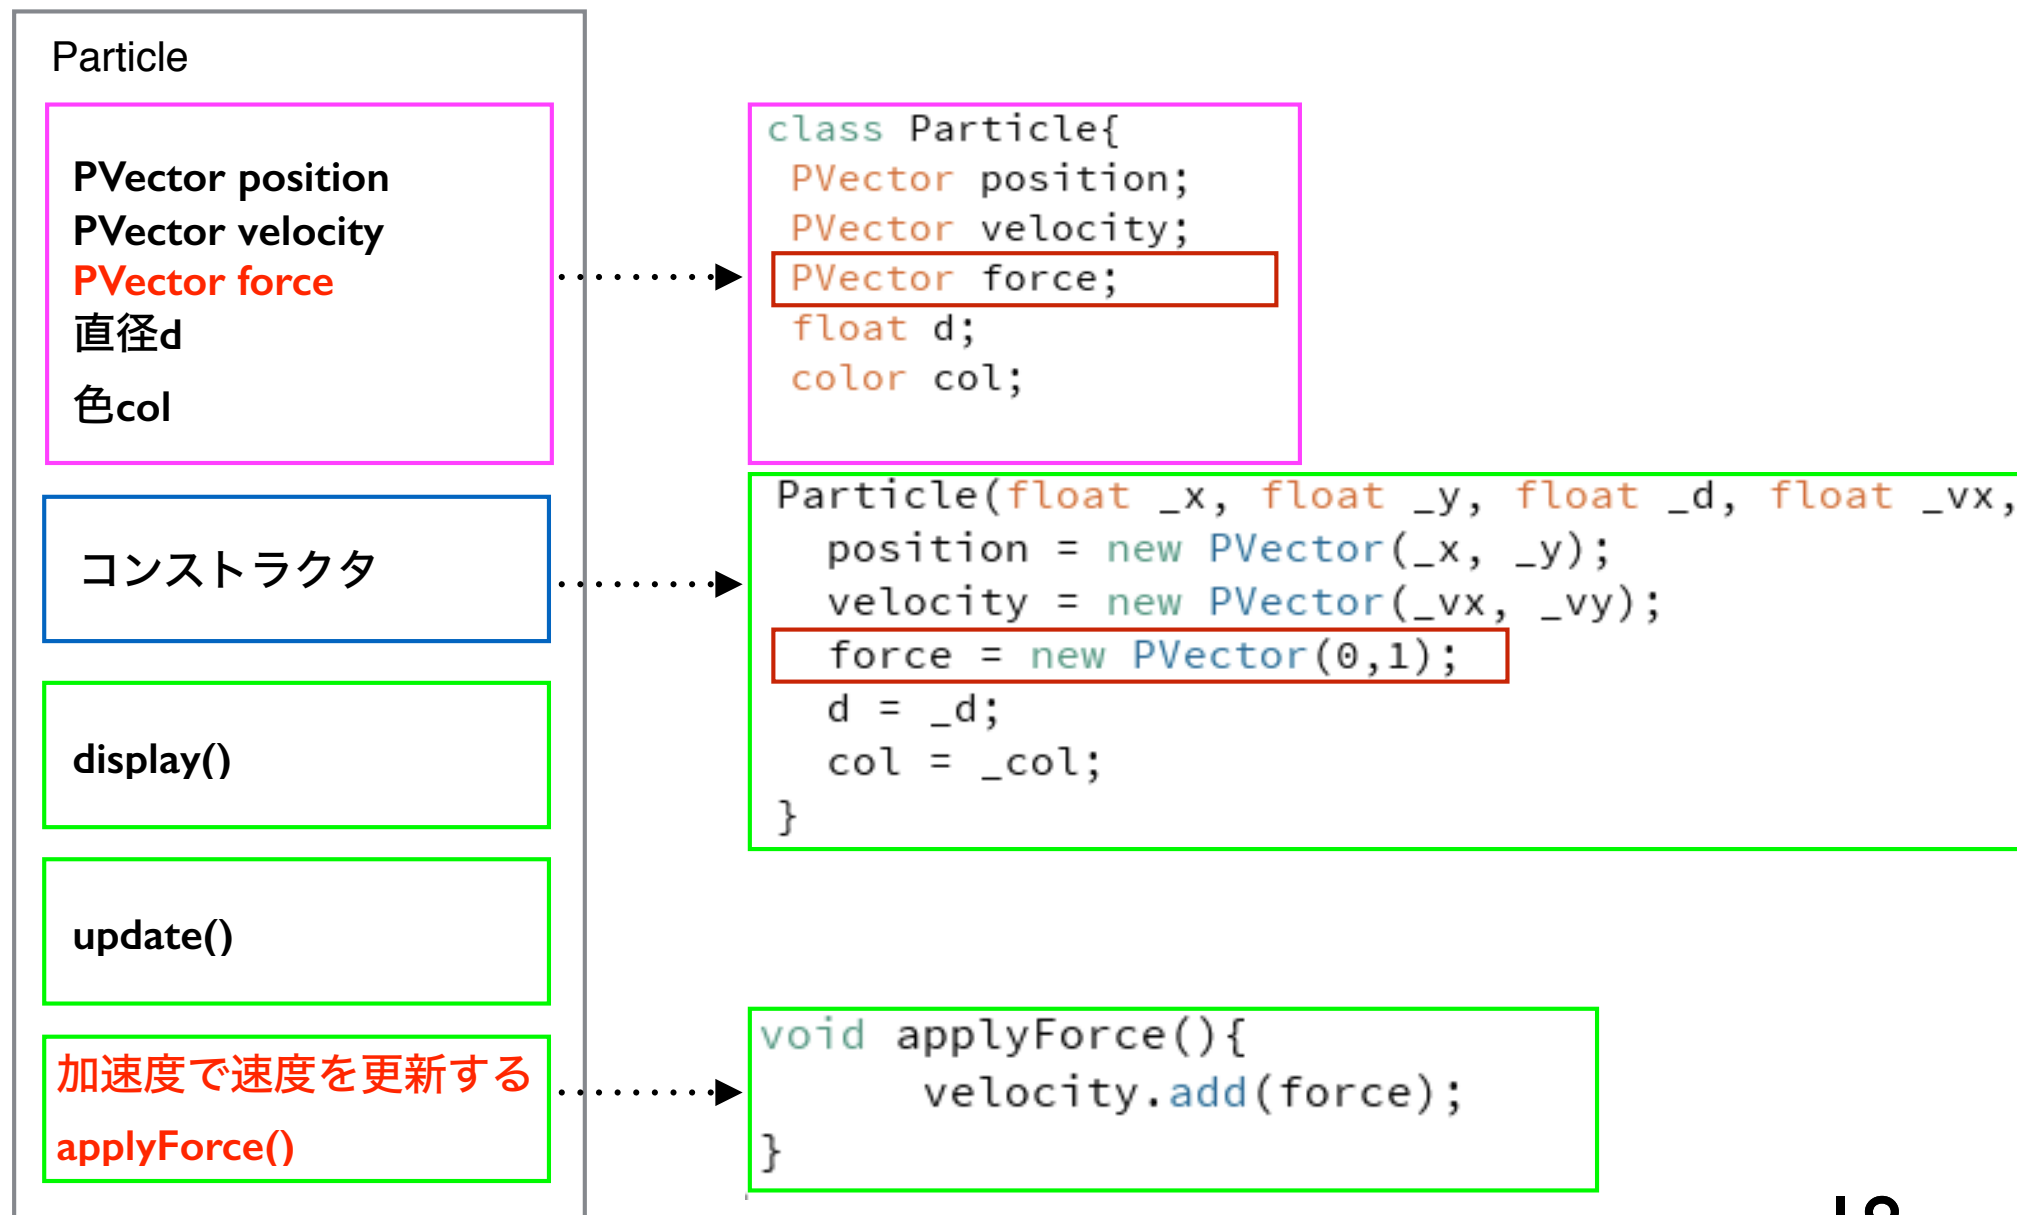 Particle
PVector position
PVector velocity
PVector force
直径d
色col
コンストラクタ
display()
update()
加速度で速度を更新する
applyForce()
class Particle{
PVector position;
PVector velocity;
PVector force;
float d;
color col;
Particle(float _x, float _y, float _d, float _vx,
position = new PVector(_x, _y);
velocity = new PVector(_vx, _vy);
force = new PVector(0,1);
d = _d;
col = _col;
}
void applyForce(){
velocity.add(force);
}